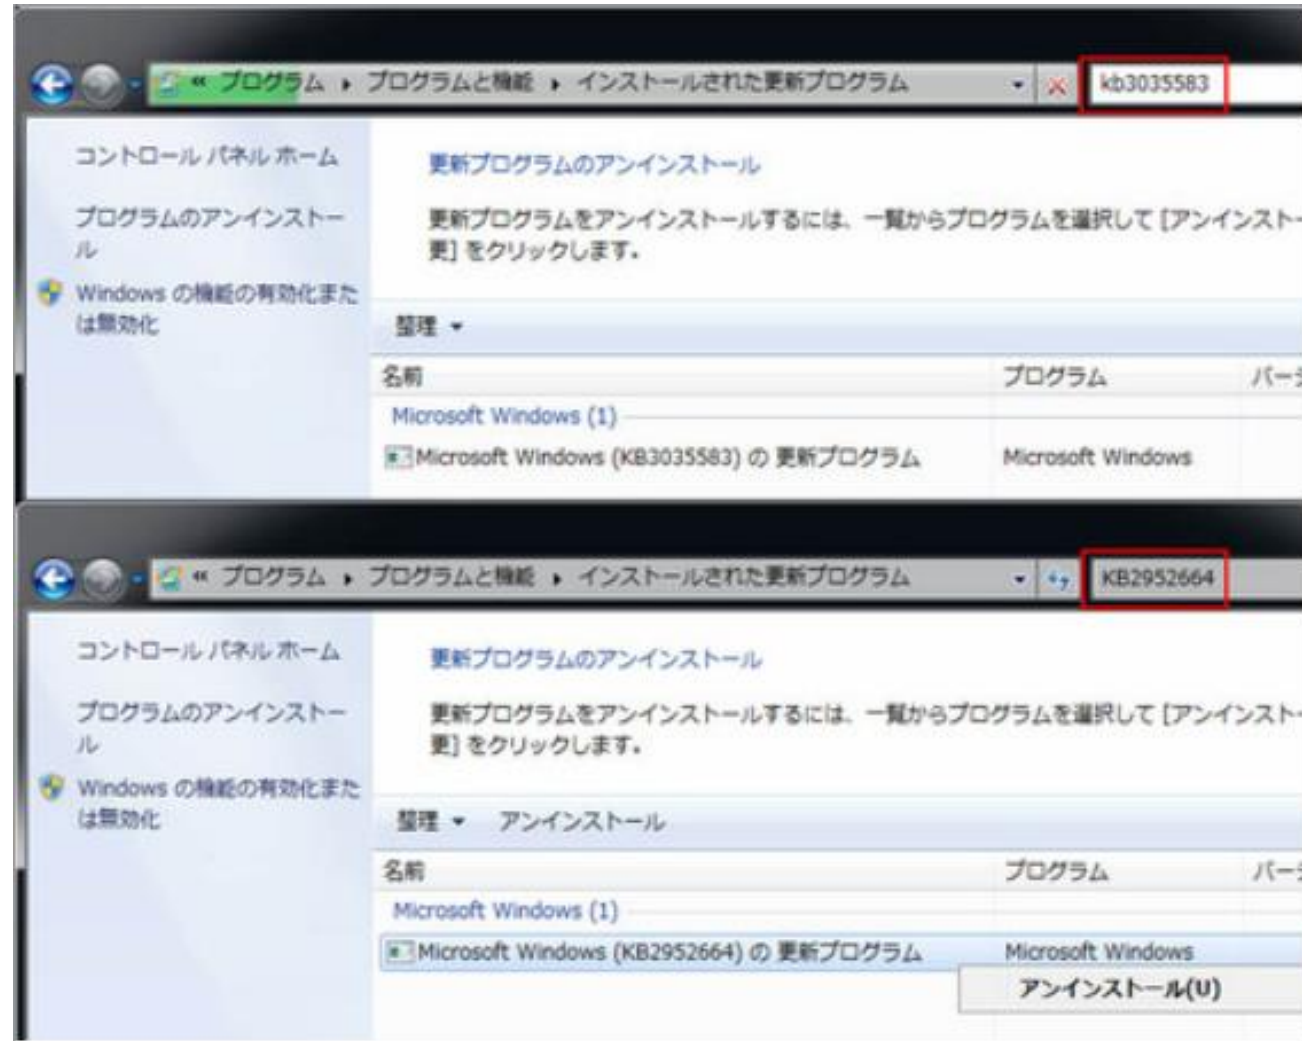 « プログラム ▸ プログラムと機能 ▸ インストールされた更新プログラム
kb3035583
コントロール パネル ホーム
プログラムのアンインストー
ル
Windows の機能の有効化また
は無効化
更新プログラムのアンインストール
更新プログラムをアンインストールするには、一覧からプログラムを選択して [アンインストー
更] をクリックします。
整理
名前 プログラム バージ
Microsoft Windows (1)
Microsoft Windows (KB3035583) の 更新プログラム Microsoft Windows
« プログラム ▸ プログラムと機能 ▸ インストールされた更新プログラム
KB2952664
コントロール パネル ホーム
プログラムのアンインストー
ル
Windows の機能の有効化また
は無効化
更新プログラムのアンインストール
更新プログラムをアンインストールするには、一覧からプログラムを選択して [アンインストー
更] をクリックします。
整理 アンインストール
名前 プログラム バージ
Microsoft Windows (1)
Microsoft Windows (KB2952664) の 更新プログラム Microsoft Windows
アンインストール(U)